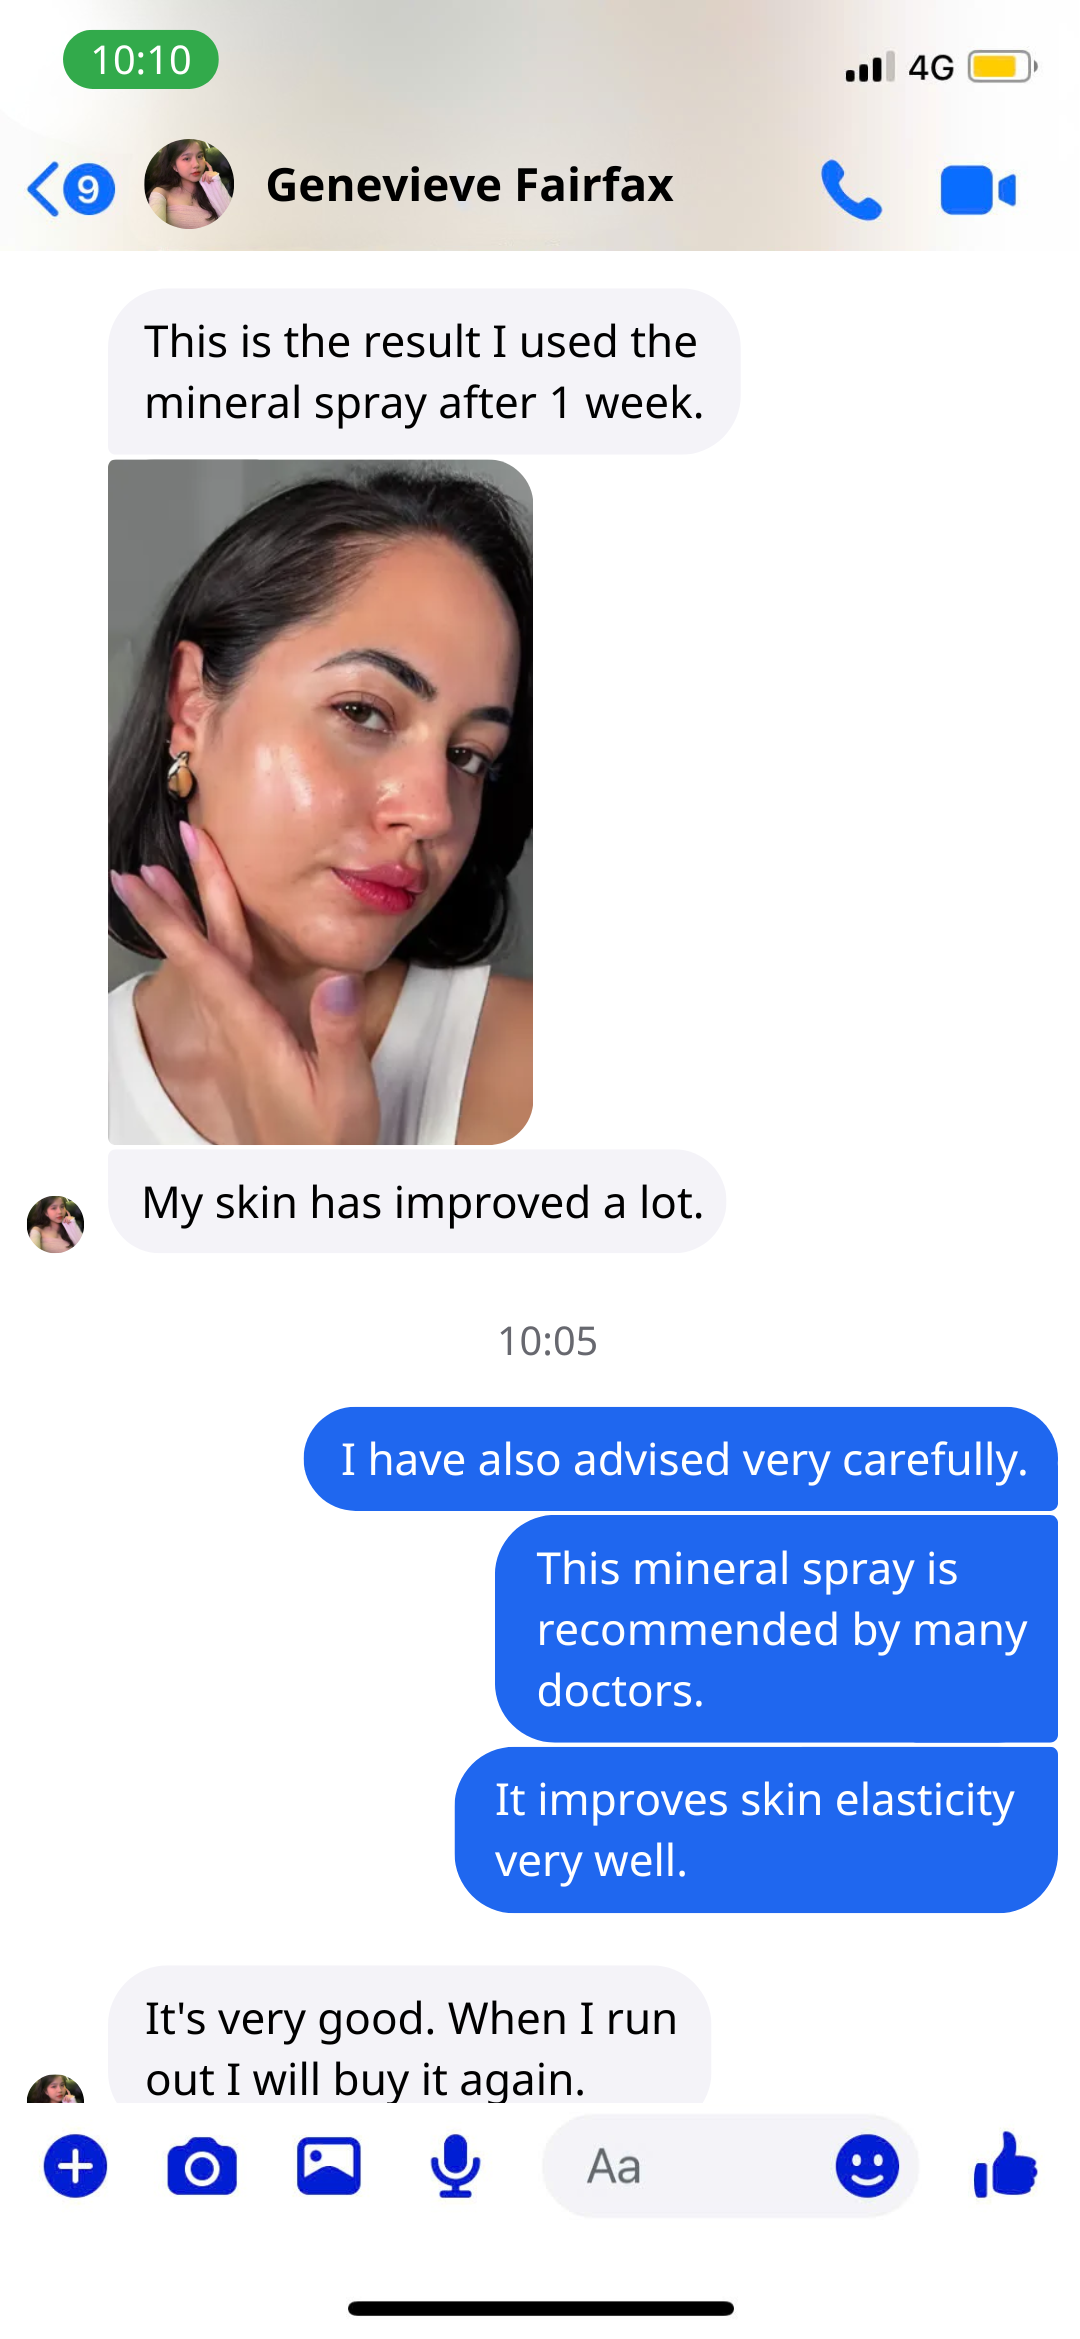 10:10
4G
9
Genevieve Fairfax
This is the result I used the
mineral spray after 1 week.
My skin has improved a lot.
10:05
I have also advised very carefully.
This mineral spray is
recommended by many
doctors.
It improves skin elasticity
very well.
It's very good. When I run
out I will buy it again.
Aa